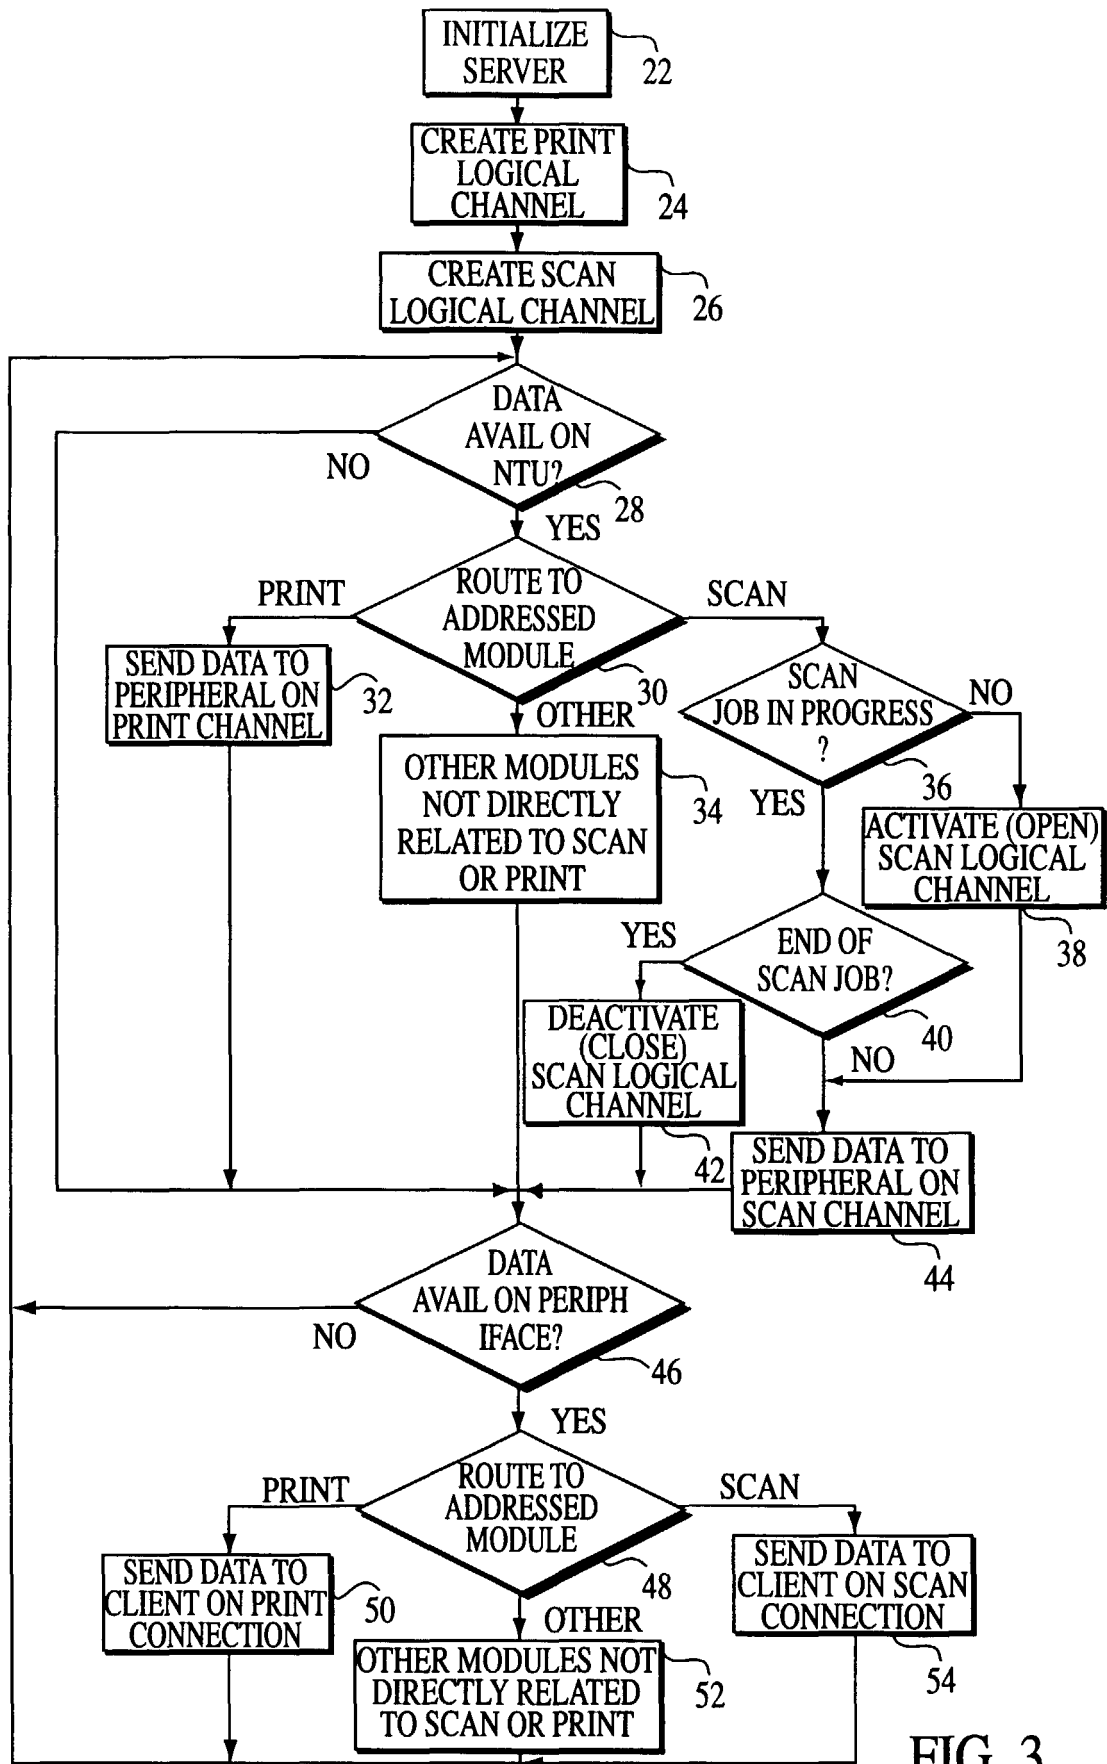 INITIALIZE
SERVER
22
CREATE PRINT
LOGICAL
CHANNEL
24
CREATE SCAN
LOGICAL CHANNEL
26
DATA
AVAIL ON
NTU?
28
NO
YES
ROUTE TO
ADDRESSED
MODULE
30
PRINT
SCAN
OTHER
SEND DATA TO
PERIPHERAL ON
PRINT CHANNEL
32
OTHER MODULES
NOT DIRECTLY
RELATED TO SCAN
OR PRINT
34
SCAN
JOB IN PROGRESS
?
36
NO
YES
ACTIVATE (OPEN)
SCAN LOGICAL
CHANNEL
38
END OF
SCAN JOB?
40
YES
NO
DEACTIVATE
(CLOSE)
SCAN LOGICAL
CHANNEL
42
SEND DATA TO
PERIPHERAL ON
SCAN CHANNEL
44
DATA
AVAIL ON PERIPH
IFACE?
46
NO
YES
ROUTE TO
ADDRESSED
MODULE
48
PRINT
SCAN
OTHER
SEND DATA TO
CLIENT ON PRINT
CONNECTION
50
OTHER MODULES NOT
DIRECTLY RELATED
TO SCAN OR PRINT
52
SEND DATA TO
CLIENT ON SCAN
CONNECTION
54
FIG. 3